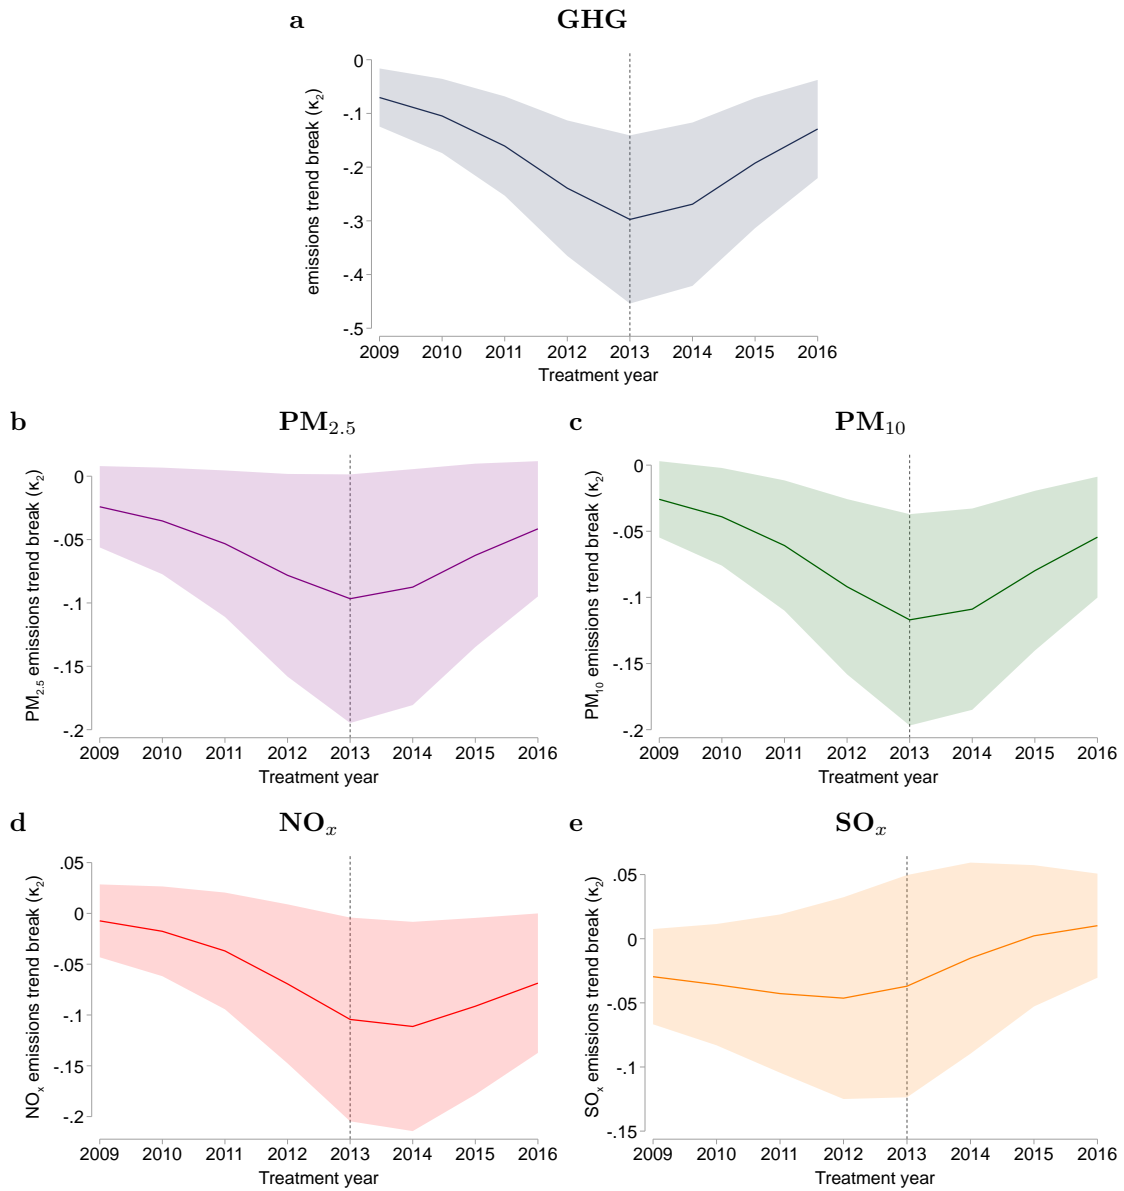 a GHG
emissions trend break (κ₂)
0
-.1
-.2
-.3
-.4
-.5
2009 2010 2011 2012 2013 2014 2015 2016
Treatment year
b PM₂.₅
PM₂.₅ emissions trend break (κ₂)
0
-.05
-.1
-.15
-.2
2009 2010 2011 2012 2013 2014 2015 2016
Treatment year
c PM₁₀
PM₁₀ emissions trend break (κ₂)
0
-.05
-.1
-.15
-.2
2009 2010 2011 2012 2013 2014 2015 2016
Treatment year
d NOₓ
NOₓ emissions trend break (κ₂)
.05
0
-.05
-.1
-.15
-.2
2009 2010 2011 2012 2013 2014 2015 2016
Treatment year
e SOₓ
SOₓ emissions trend break (κ₂)
.05
0
-.05
-.1
-.15
2009 2010 2011 2012 2013 2014 2015 2016
Treatment year